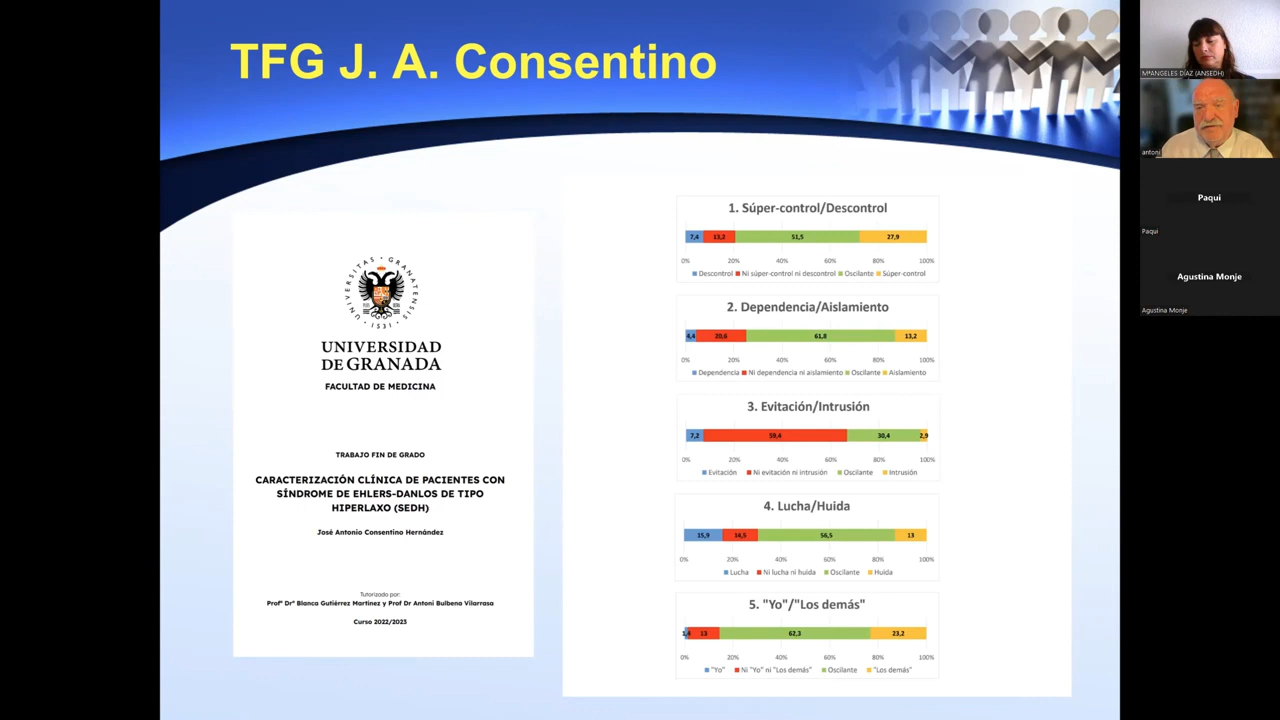 TFG J. A. Consentino
UNIVERSITAS · GRANATENSIS · 1531 ·
UNIVERSIDAD
DE GRANADA
FACULTAD DE MEDICINA
TRABAJO FIN DE GRADO
CARACTERIZACIÓN CLÍNICA DE PACIENTES CON
SÍNDROME DE EHLERS-DANLOS DE TIPO
HIPERLAXO (SEDH)
José Antonio Consentino Hernández
Tutorizado por:
Profª Drª Blanca Gutiérrez Martínez y Prof Dr Antoni Bulbena Vilarrasa
Curso 2022/2023
1. Súper-control/Descontrol
7,4 13,2 51,5 27,9
0% 20% 40% 60% 80% 100%
Descontrol Ni súper-control ni descontrol Oscilante Súper-control
2. Dependencia/Aislamiento
4,4 20,6 61,8 13,2
0% 20% 40% 60% 80% 100%
Dependencia Ni dependencia ni aislamiento Oscilante Aislamiento
3. Evitación/Intrusión
7,2 59,4 30,4 2,9
0% 20% 40% 60% 80% 100%
Evitación Ni evitación ni intrusión Oscilante Intrusión
4. Lucha/Huida
15,9 14,5 56,5 13
0% 20% 40% 60% 80% 100%
Lucha Ni lucha ni huida Oscilante Huida
5. "Yo"/"Los demás"
1,4 13 62,3 23,2
0% 20% 40% 60% 80% 100%
"Yo" Ni "Yo" ni "Los demás" Oscilante "Los demás"
MªANGELES DÍAZ (ANSEDH)
antoni
Paqui
Paqui
Agustina Monje
Agustina Monje